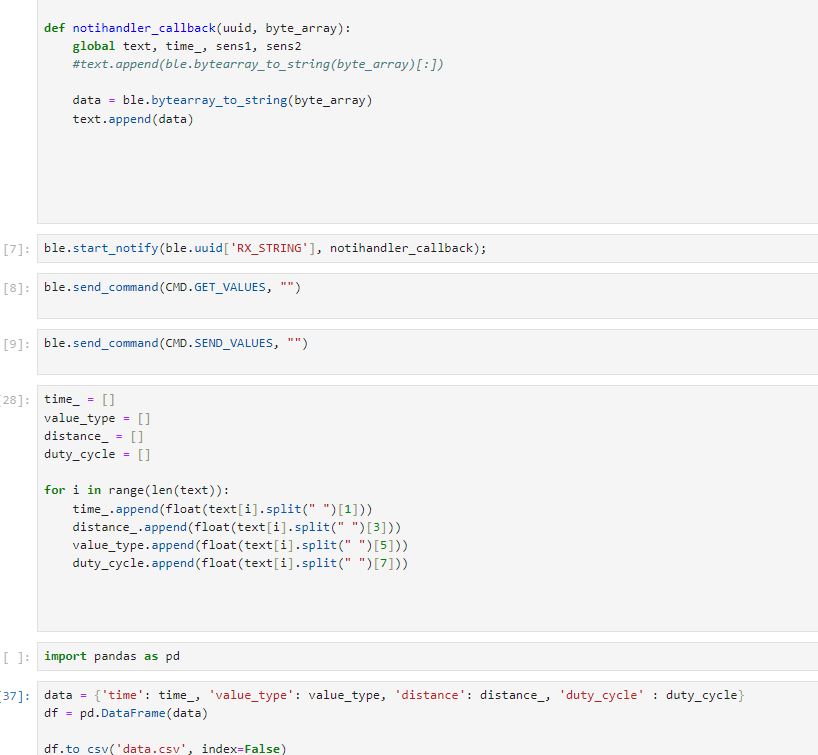 def notihandler_callback(uuid, byte_array):
    global text, time_, sens1, sens2
    #text.append(ble.bytearray_to_string(byte_array)[:])
    data = ble.bytearray_to_string(byte_array)
    text.append(data)
[7]: ble.start_notify(ble.uuid['RX_STRING'], notihandler_callback);
[8]: ble.send_command(CMD.GET_VALUES, "")
[9]: ble.send_command(CMD.SEND_VALUES, "")
[28]: time_ = []
value_type = []
distance_ = []
duty_cycle = []
for i in range(len(text)):
    time_.append(float(text[i].split(" ")[1]))
    distance_.append(float(text[i].split(" ")[3]))
    value_type.append(float(text[i].split(" ")[5]))
    duty_cycle.append(float(text[i].split(" ")[7]))
[ ]: import pandas as pd
[37]: data = {'time': time_, 'value_type': value_type, 'distance': distance_, 'duty_cycle' : duty_cycle}
df = pd.DataFrame(data)
df.to_csv('data.csv', index=False)